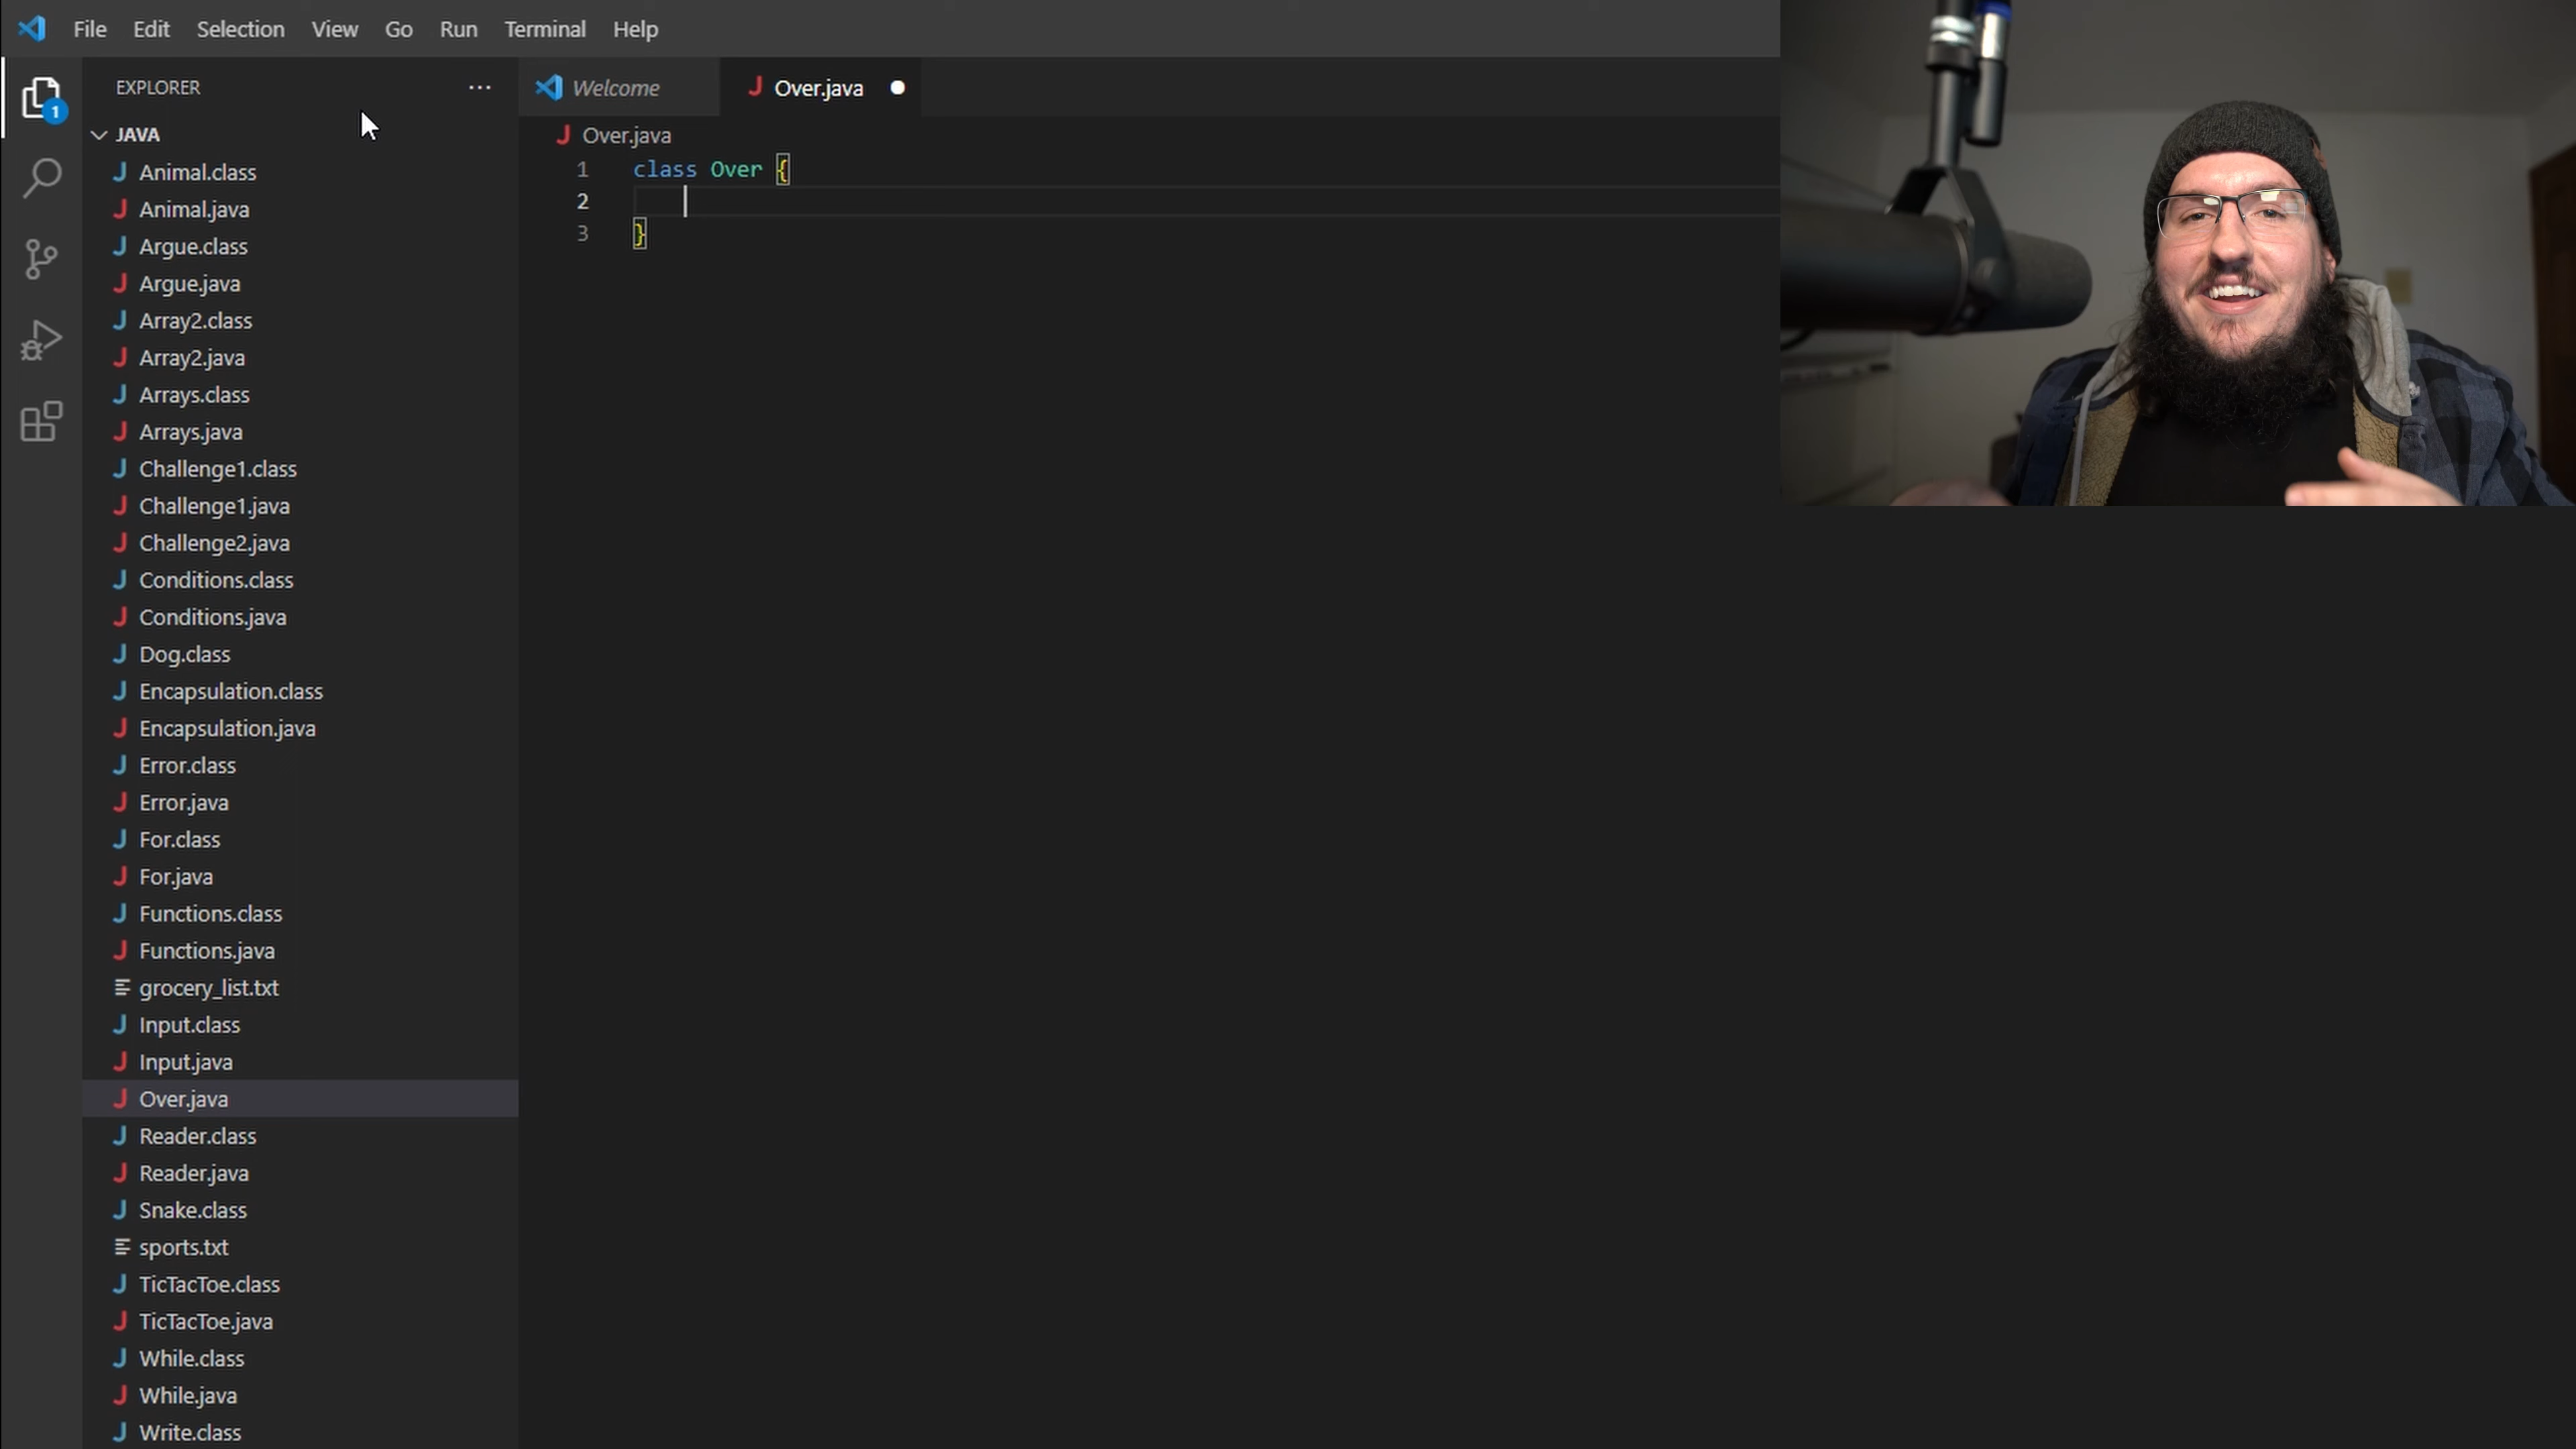 File Edit Selection View Go Run Terminal Help
EXPLORER
1
JAVA
Animal.class
Animal.java
Argue.class
Argue.java
Array2.class
Array2.java
Arrays.class
Arrays.java
Challenge1.class
Challenge1.java
Challenge2.java
Conditions.class
Conditions.java
Dog.class
Encapsulation.class
Encapsulation.java
Error.class
Error.java
For.class
For.java
Functions.class
Functions.java
grocery_list.txt
Input.class
Input.java
Over.java
Reader.class
Reader.java
Snake.class
sports.txt
TicTacToe.class
TicTacToe.java
While.class
While.java
Write.class
Welcome Over.java
Over.java
1 class Over {
2
3 }